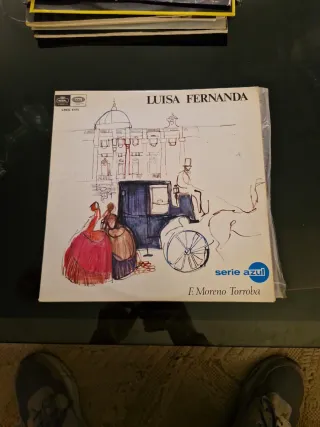 LUISA FERNANDA
serie azul
F. Moreno Torroba